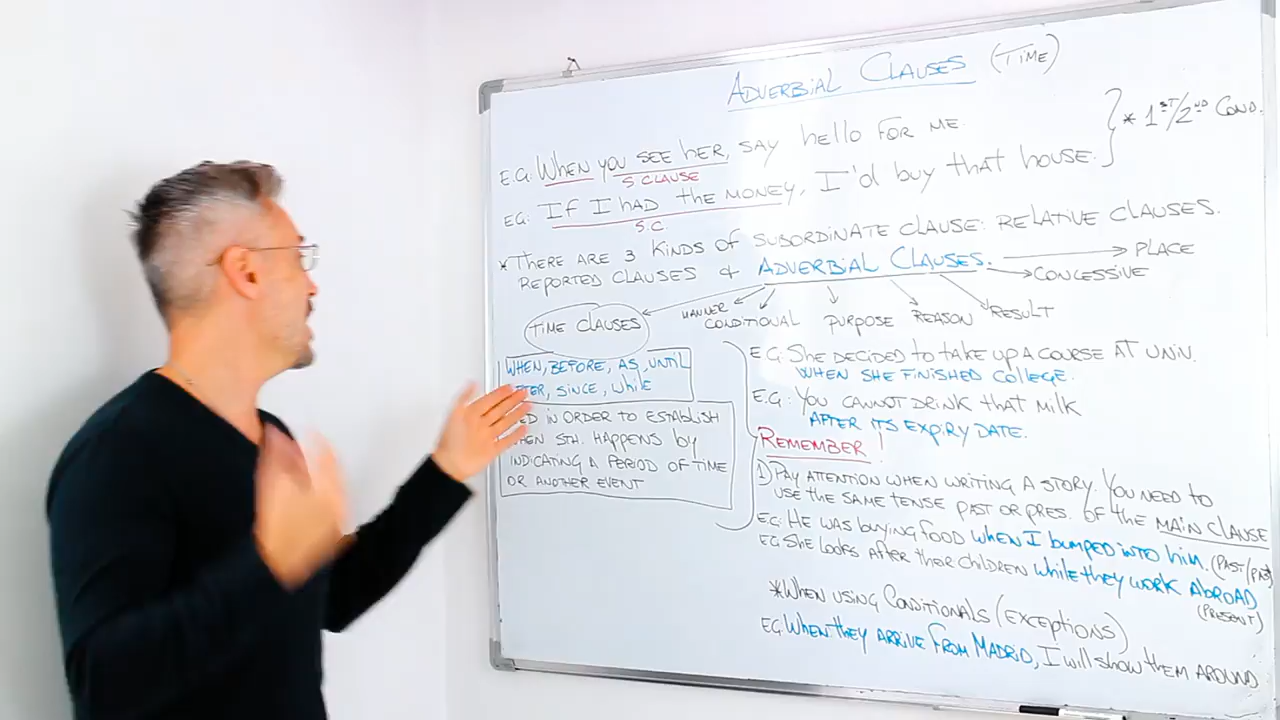 ADVERBIAL CLAUSES (TIME)
E.G. WHEN YOU SEE HER, SAY hello FOR ME.
S CLAUSE
EG: If I HAD the MONEY, I'd buy that house.
S.C.
} * 1ST/2ND COND.
*THERE ARE 3 KINDS OF SUBORDINATE CLAUSE: RELATIVE CLAUSES.
REPORTED CLAUSES & ADVERBIAL CLAUSES.
PLACE
CONCESSIVE
TIME CLAUSES
MANNER
CONDITIONAL
PURPOSE
REASON
RESULT
WHEN, BEFORE, AS, UNTIL
SINCE, While
IN ORDER TO ESTABLISH
STH. HAPPENS by
INDICATING A PERIOD OF TIME
OR ANOTHER EVENT
E.G: She DECIDED to TAKE UP A COURSE AT UNIV.
WHEN SHE FINISHED COLLEGE.
E.G: YOU CANNOT DRINK that MILK
AFTER ITS EXPIRY DATE.
REMEMBER!
1) PAY ATTENTION WHEN WRITING A STORY. YOU NEED to
USE THE SAME TENSE PAST OR PRES. OF the MAIN CLAUSE
E.G: HE WAS buyING FOOD WHEN I bUMPED INTO him. (PAST/
EG: She LOOKS AFTER their CHILDREN While they WORK AbROAD
(PRESENT)
*When using CONDITIONALS (EXCEPTIONS)
EG: When they ARRIVE FROM MADRID, I will show them AROUND